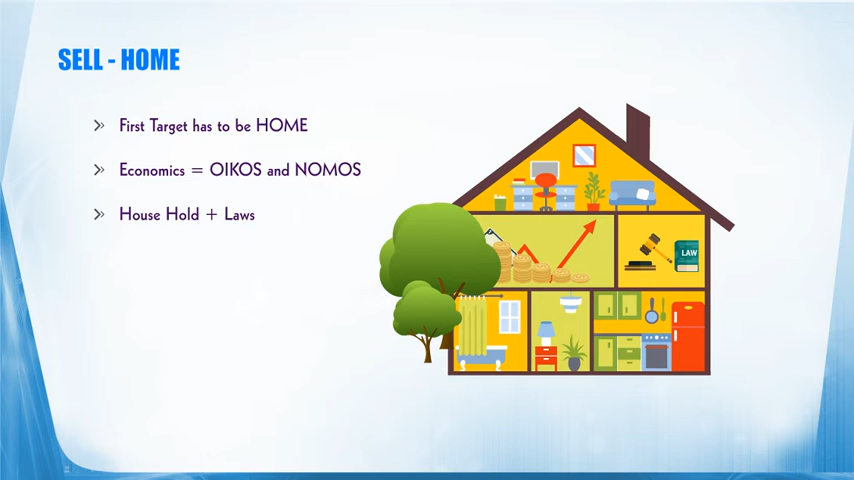 SELL - HOME
First Target has to be HOME
Economics = OIKOS and NOMOS
House Hold + Laws
LAW